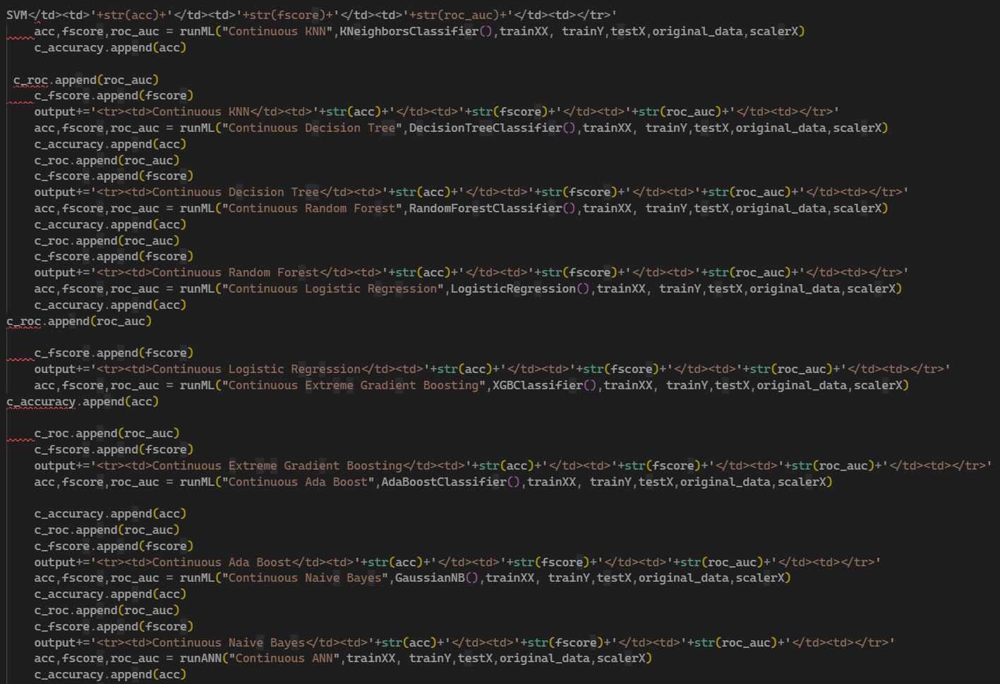 SVM</td><td>'+str(acc)+'</td><td>'+str(fscore)+'</td><td>'+str(roc_auc)+'</td><td></tr>'
    acc,fscore,roc_auc = runML("Continuous KNN",KNeighborsClassifier(),trainXX, trainY,testX,original_data,scalerX)
    c_accuracy.append(acc)

 c_roc.append(roc_auc)
    c_fscore.append(fscore)
    output+='<tr><td>Continuous KNN</td><td>'+str(acc)+'</td><td>'+str(fscore)+'</td><td>'+str(roc_auc)+'</td><td></tr>'
    acc,fscore,roc_auc = runML("Continuous Decision Tree",DecisionTreeClassifier(),trainXX, trainY,testX,original_data,scalerX)
    c_accuracy.append(acc)
    c_roc.append(roc_auc)
    c_fscore.append(fscore)
    output+='<tr><td>Continuous Decision Tree</td><td>'+str(acc)+'</td><td>'+str(fscore)+'</td><td>'+str(roc_auc)+'</td><td></tr>'
    acc,fscore,roc_auc = runML("Continuous Random Forest",RandomForestClassifier(),trainXX, trainY,testX,original_data,scalerX)
    c_accuracy.append(acc)
    c_roc.append(roc_auc)
    c_fscore.append(fscore)
    output+='<tr><td>Continuous Random Forest</td><td>'+str(acc)+'</td><td>'+str(fscore)+'</td><td>'+str(roc_auc)+'</td><td></tr>'
    acc,fscore,roc_auc = runML("Continuous Logistic Regression",LogisticRegression(),trainXX, trainY,testX,original_data,scalerX)
    c_accuracy.append(acc)
c_roc.append(roc_auc)

    c_fscore.append(fscore)
    output+='<tr><td>Continuous Logistic Regression</td><td>'+str(acc)+'</td><td>'+str(fscore)+'</td><td>'+str(roc_auc)+'</td><td></tr>'
    acc,fscore,roc_auc = runML("Continuous Extreme Gradient Boosting",XGBClassifier(),trainXX, trainY,testX,original_data,scalerX)
c_accuracy.append(acc)

    c_roc.append(roc_auc)
    c_fscore.append(fscore)
    output+='<tr><td>Continuous Extreme Gradient Boosting</td><td>'+str(acc)+'</td><td>'+str(fscore)+'</td><td>'+str(roc_auc)+'</td><td></tr>'
    acc,fscore,roc_auc = runML("Continuous Ada Boost",AdaBoostClassifier(),trainXX, trainY,testX,original_data,scalerX)

    c_accuracy.append(acc)
    c_roc.append(roc_auc)
    c_fscore.append(fscore)
    output+='<tr><td>Continuous Ada Boost</td><td>'+str(acc)+'</td><td>'+str(fscore)+'</td><td>'+str(roc_auc)+'</td><td></tr>'
    acc,fscore,roc_auc = runML("Continuous Naive Bayes",GaussianNB(),trainXX, trainY,testX,original_data,scalerX)
    c_accuracy.append(acc)
    c_roc.append(roc_auc)
    c_fscore.append(fscore)
    output+='<tr><td>Continuous Naive Bayes</td><td>'+str(acc)+'</td><td>'+str(fscore)+'</td><td>'+str(roc_auc)+'</td><td></tr>'
    acc,fscore,roc_auc = runANN("Continuous ANN",trainXX, trainY,testX,original_data,scalerX)
    c_accuracy.append(acc)